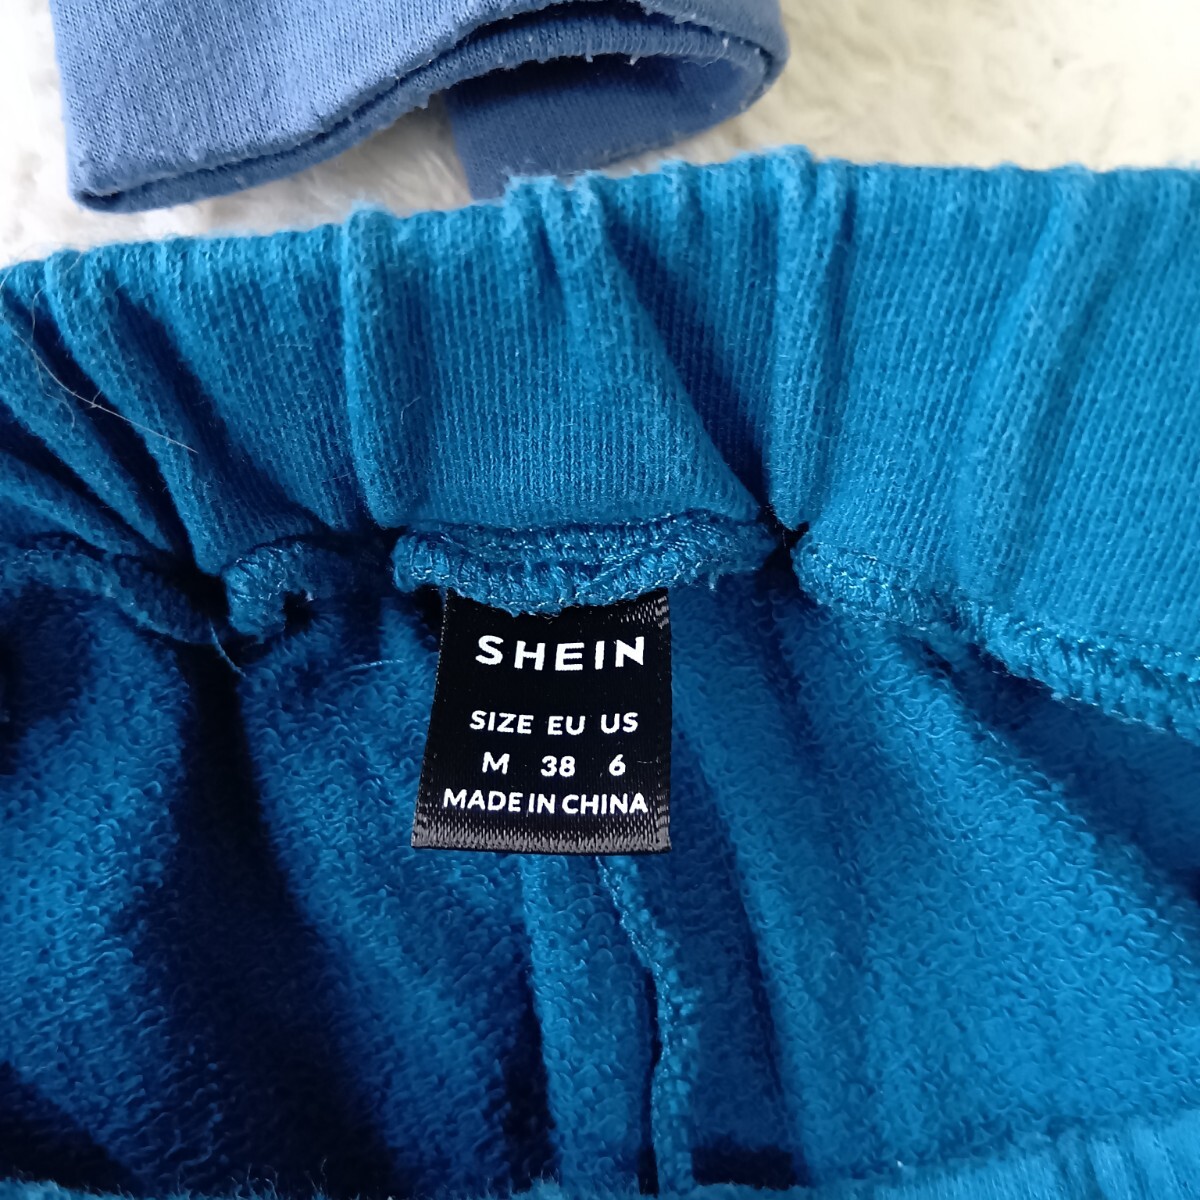 SHEIN
SIZE EU US
M 38 6
MADE IN CHINA